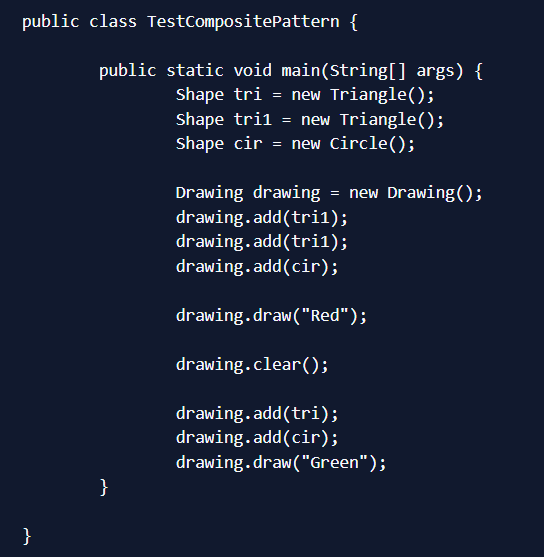 public class TestCompositePattern {
public static void main(String[] args) {
Shape tri = new Triangle();
Shape tri1 = new Triangle();
Shape cir = new Circle();
Drawing drawing = new Drawing();
drawing.add(tri1);
drawing.add(tri1);
drawing.add(cir);
drawing.draw("Red");
drawing.clear();
drawing.add(tri);
drawing.add(cir);
drawing.draw("Green");
}
}